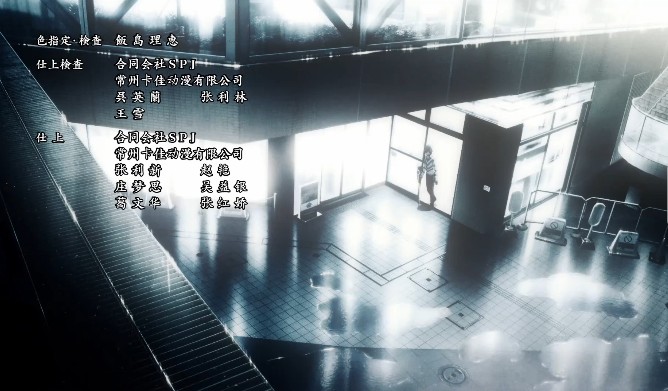 色指定・検査 飯島理恵
仕上検査 合同会社SPJ
常州卡佳动漫有限公司
呉英蘭 张利林
王雪
仕上 合同会社SPJ
常州卡佳动漫有限公司
张利新 赵艳
庄梦思 吴益银
葛文华 张红娇